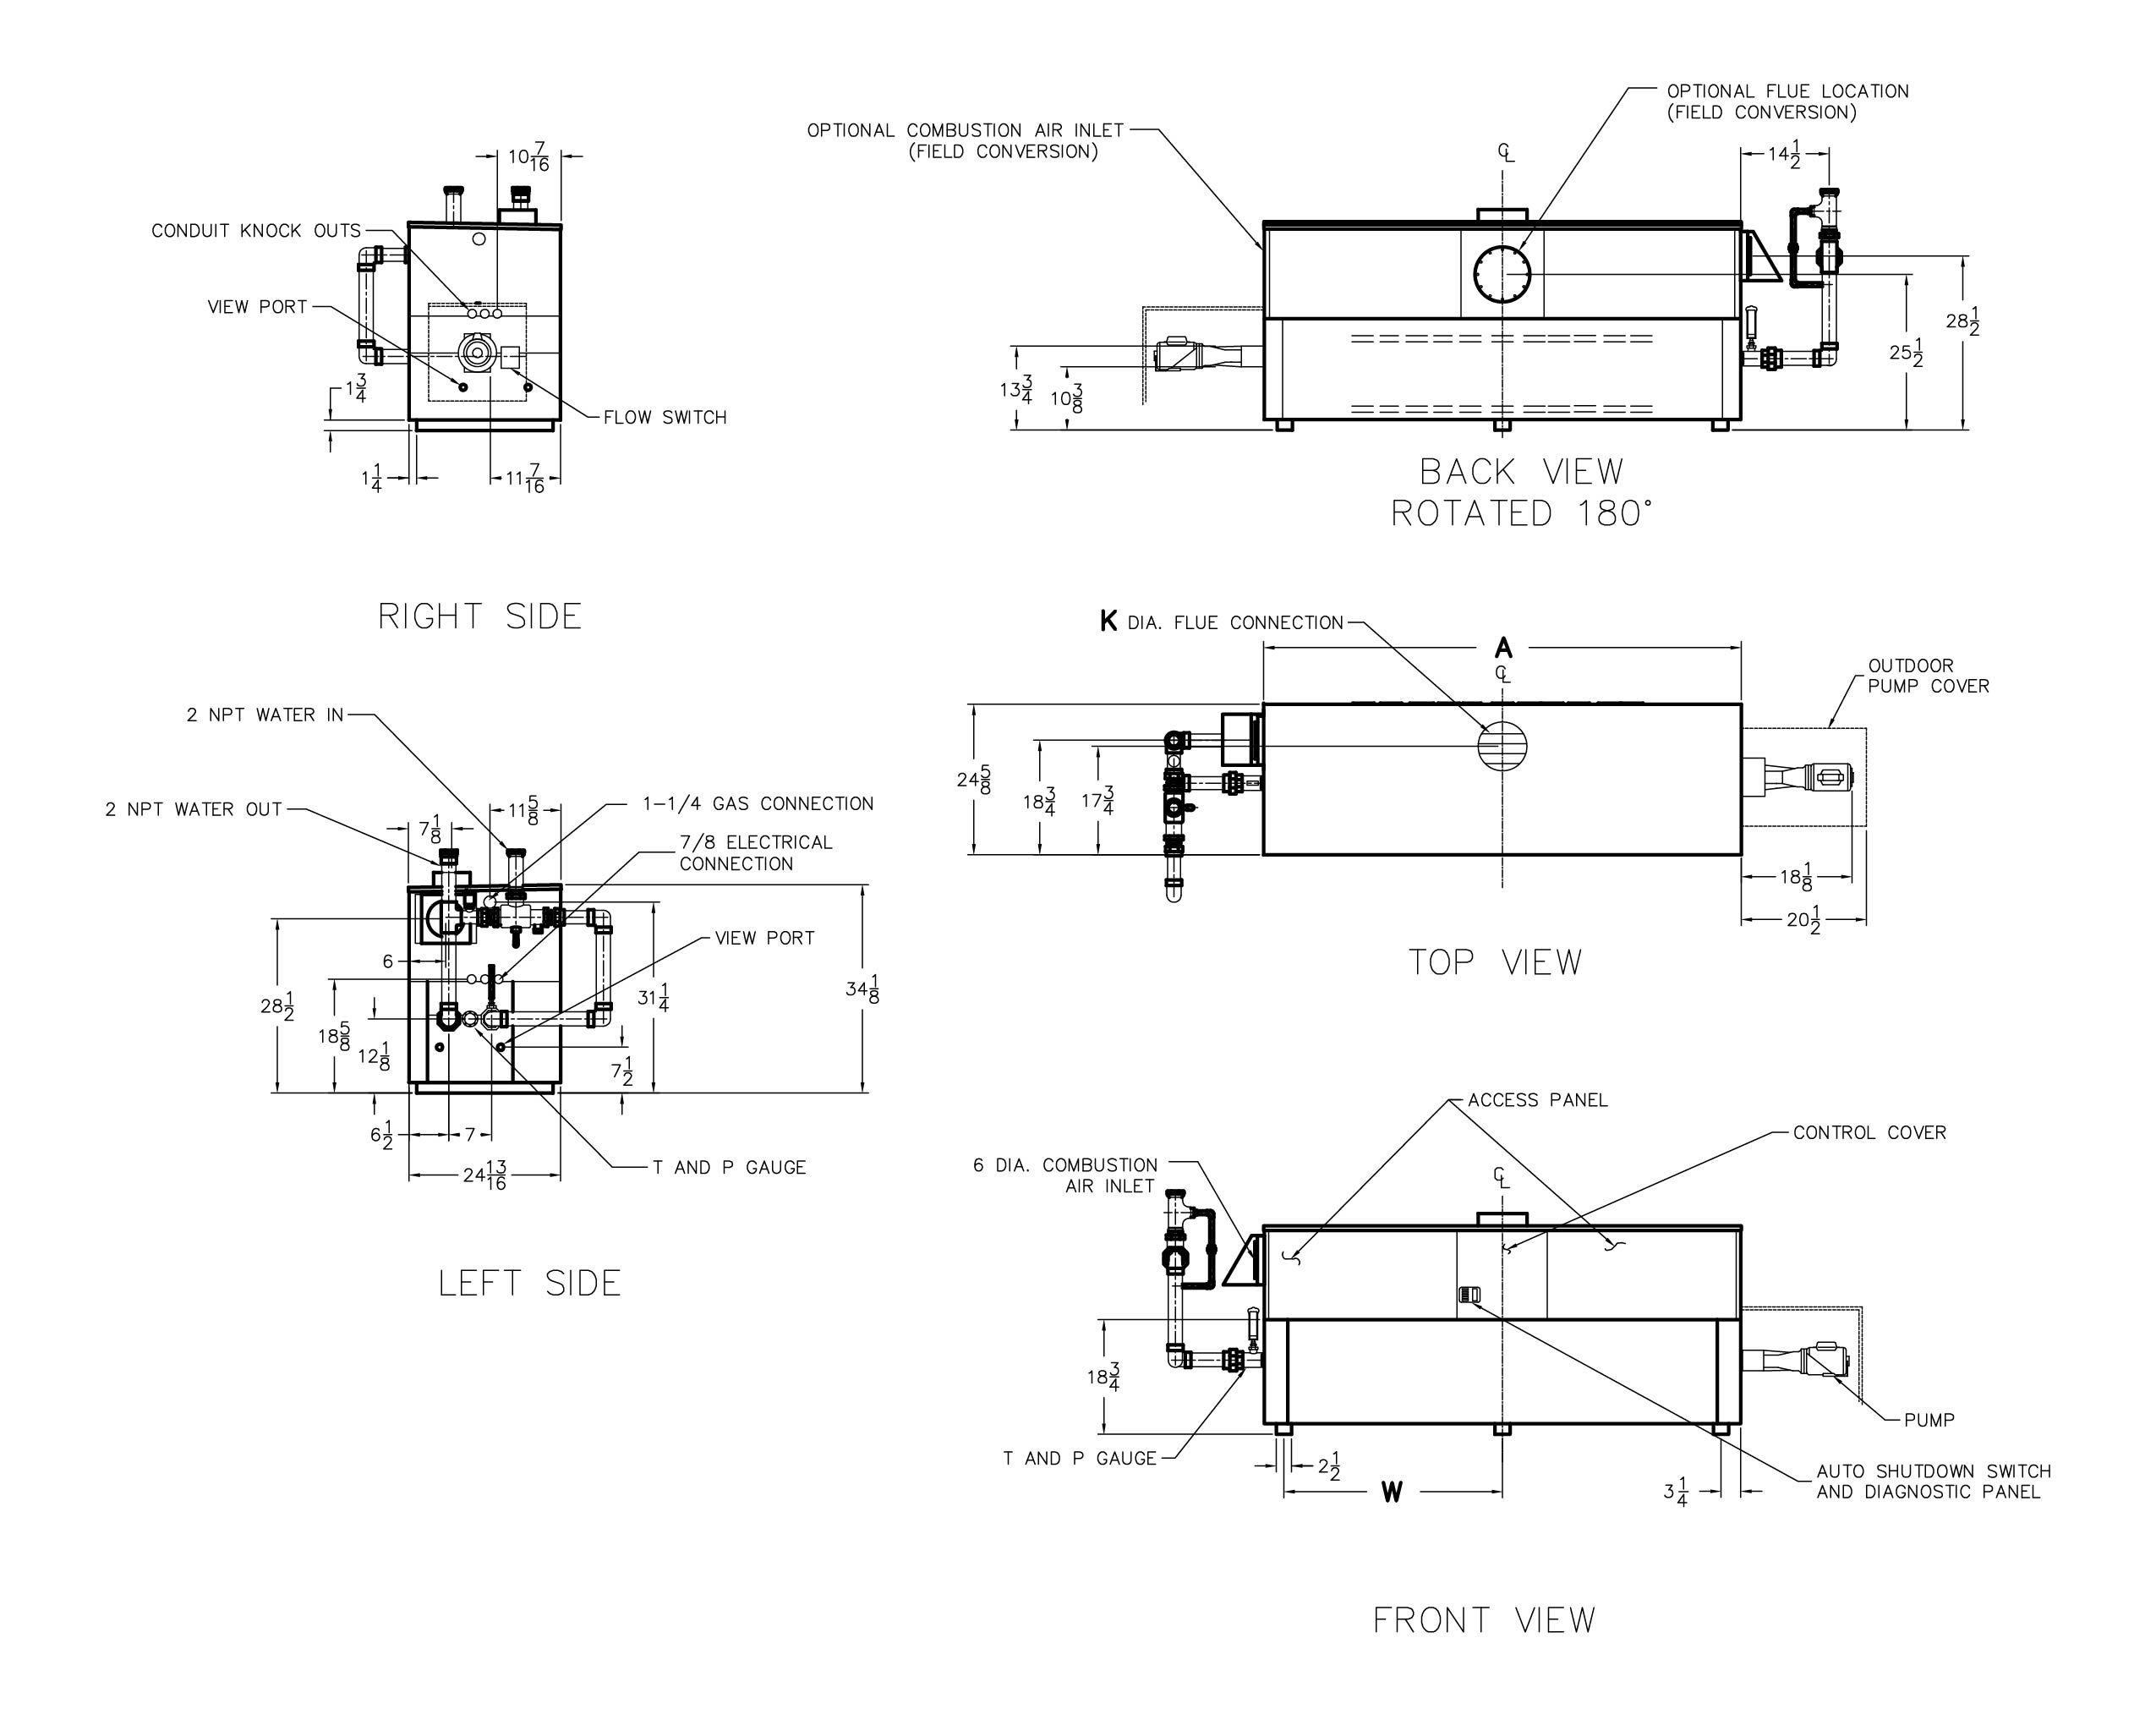 10 7/16
CONDUIT KNOCK OUTS
VIEW PORT
1 3/4
FLOW SWITCH
1 1/4
11 7/16
RIGHT SIDE
OPTIONAL FLUE LOCATION
(FIELD CONVERSION)
OPTIONAL COMBUSTION AIR INLET
(FIELD CONVERSION)
CL
14 1/2
28 1/2
25 1/2
13 3/4
10 3/8
BACK VIEW
ROTATED 180°
K DIA. FLUE CONNECTION
A
CL
OUTDOOR
PUMP COVER
24 5/8
18 3/4
17 3/4
18 1/8
20 1/2
TOP VIEW
2 NPT WATER IN
2 NPT WATER OUT
7 1/8
11 5/8
1-1/4 GAS CONNECTION
7/8 ELECTRICAL
CONNECTION
VIEW PORT
6
28 1/2
18 5/8
12 1/8
31 1/4
34 1/8
7 1/2
6 1/2
7
24 13/16
T AND P GAUGE
LEFT SIDE
ACCESS PANEL
CONTROL COVER
6 DIA. COMBUSTION
AIR INLET
CL
18 3/4
PUMP
T AND P GAUGE
2 1/2
W
3 1/4
AUTO SHUTDOWN SWITCH
AND DIAGNOSTIC PANEL
FRONT VIEW